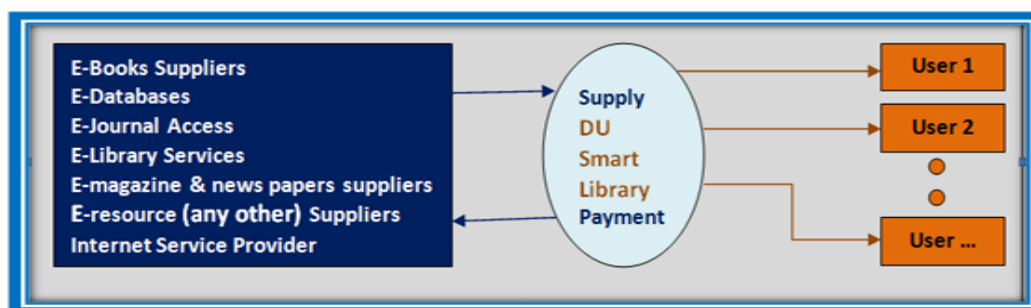 E-Books Suppliers
E-Databases
E-Journal Access
E-Library Services
E-magazine & news papers suppliers
E-resource (any other) Suppliers
Internet Service Provider
Supply
DU
Smart
Library
Payment
User 1
User 2
User ...